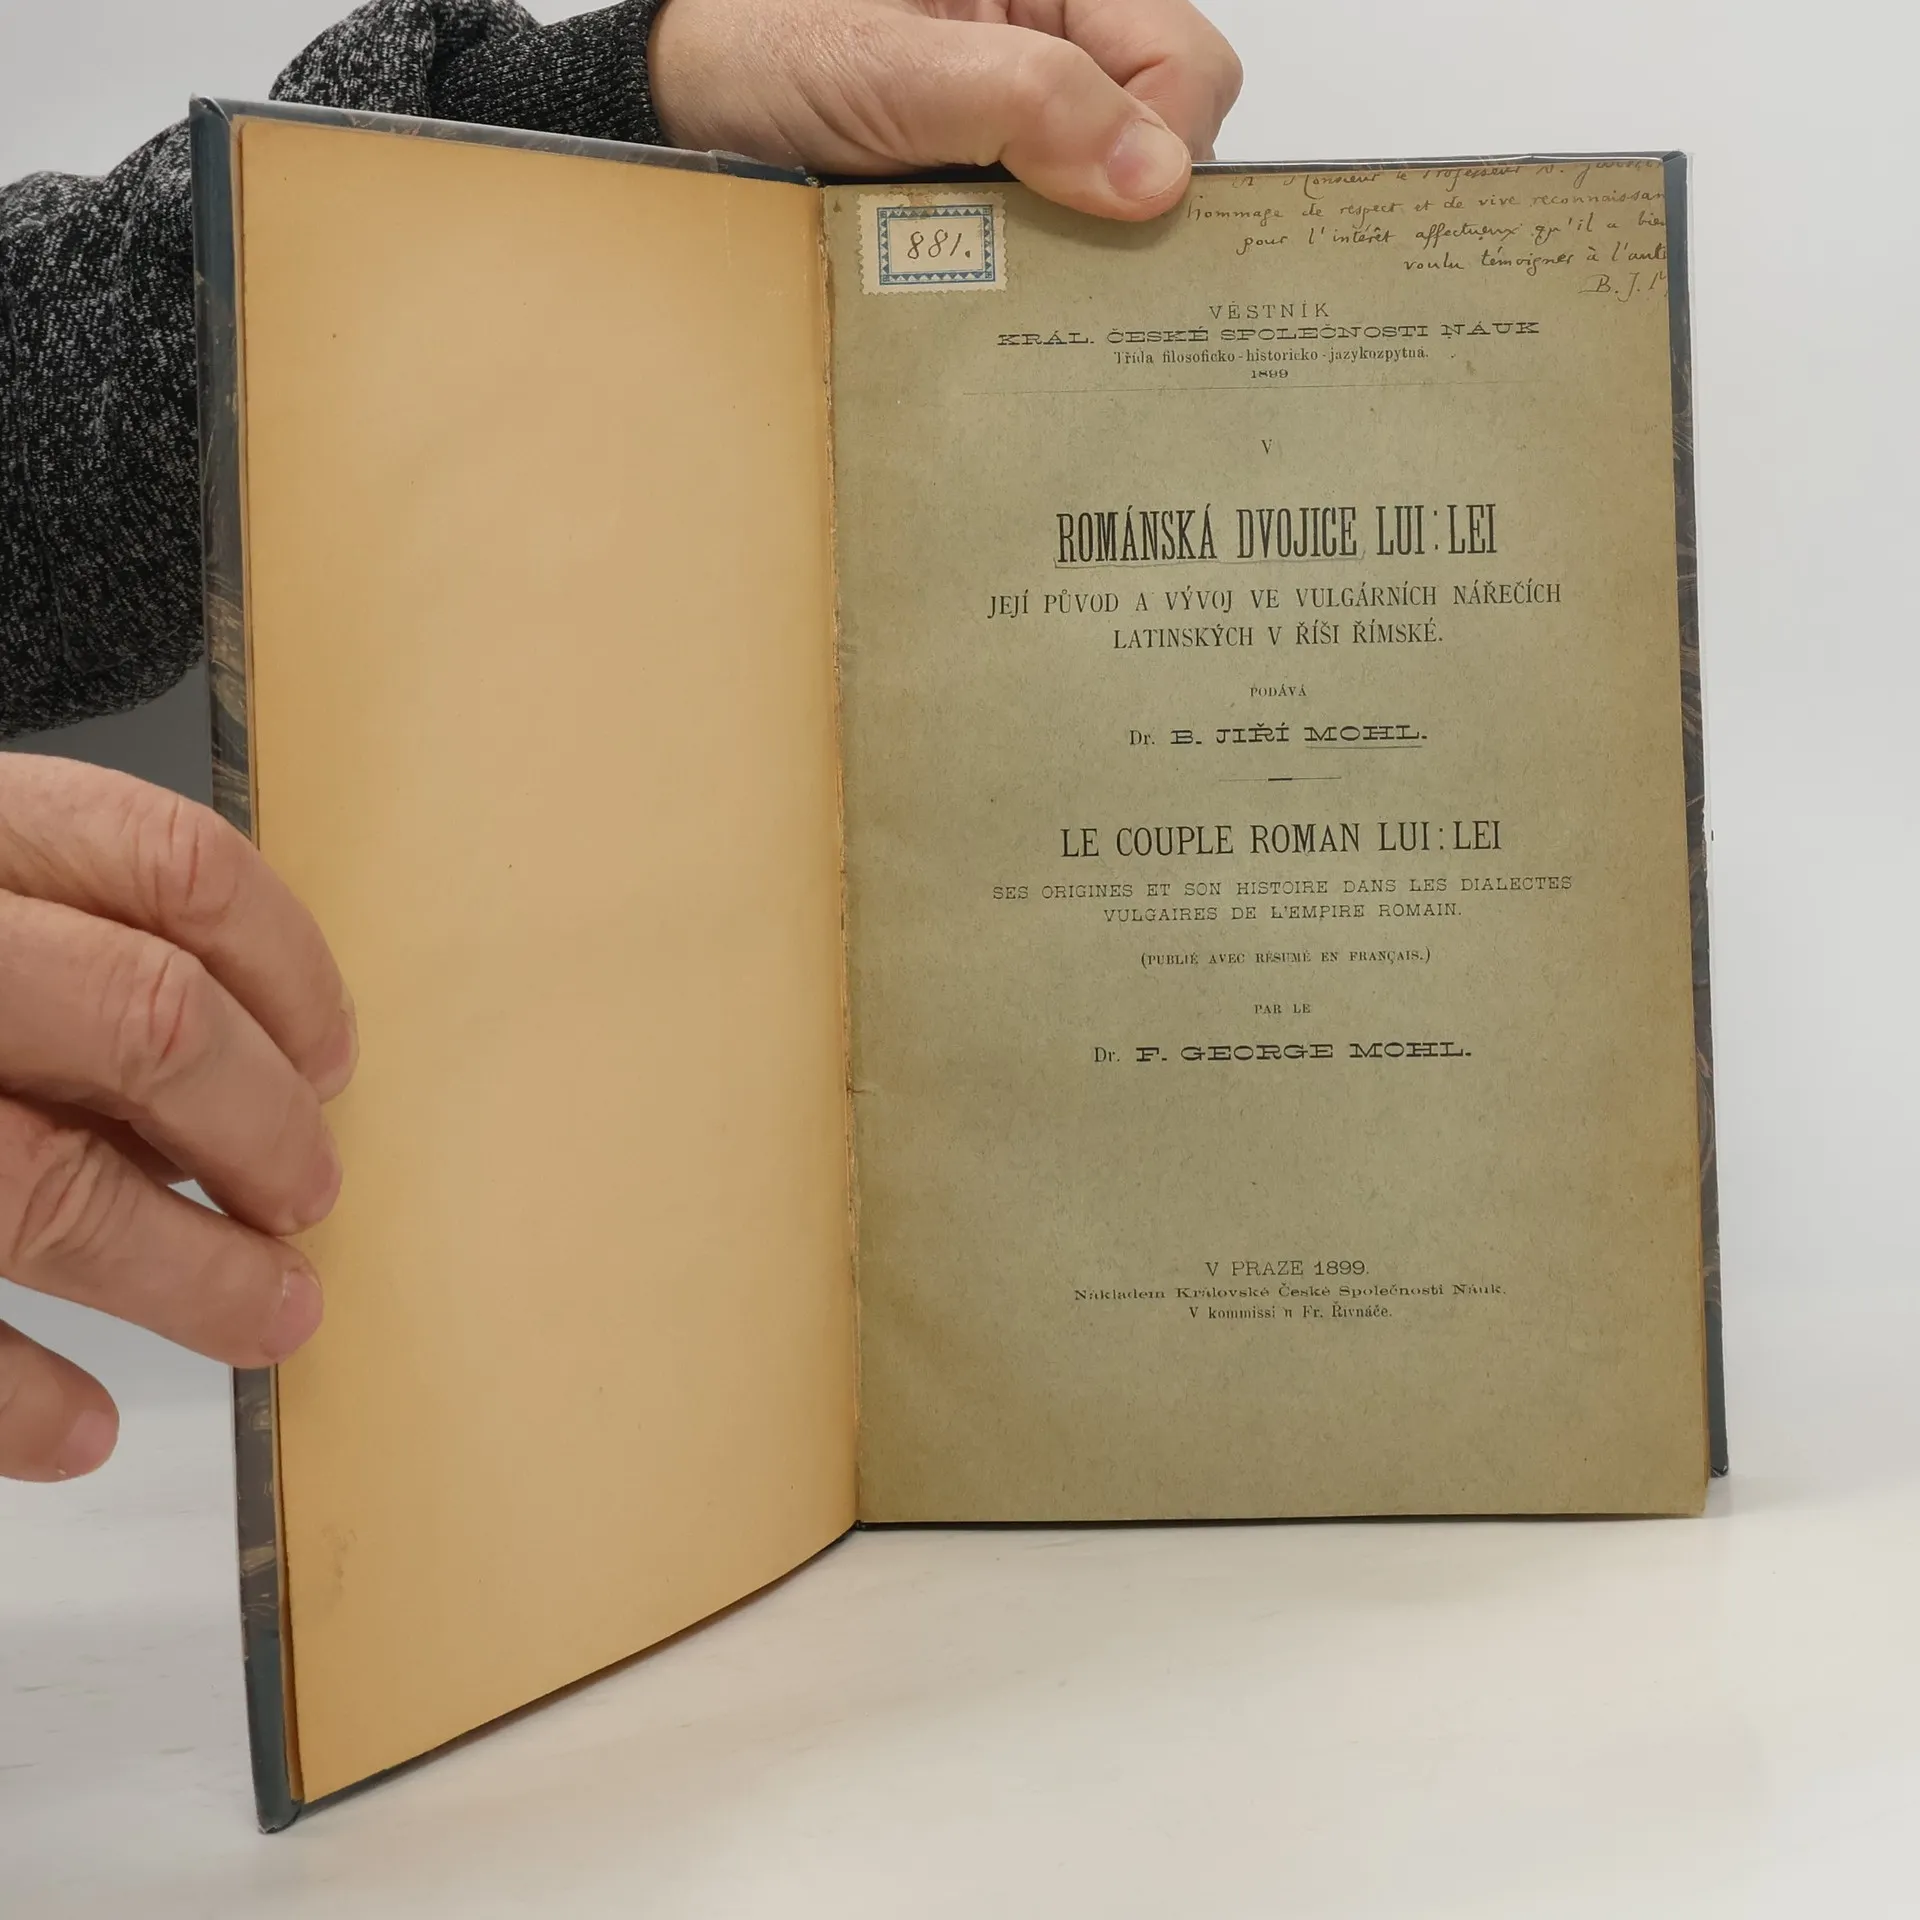 Monsieur le Professeur
881.
hommage de respect et de vive reconnaissan
pour l'intérêt affectueux qu'il a bien
voulu témoigner à l'aut
B. J.
VĚSTNÍK
KRÁL. ČESKÉ SPOLEČNOSTI NÁUK
Třída filosoficko-historicko-jazykozpytná.
1899
V
ROMÁNSKÁ DVOJICE LUI:LEI
JEJÍ PŮVOD A VÝVOJ VE VULGÁRNÍCH NÁŘEČÍCH
LATINSKÝCH V ŘÍŠI ŘÍMSKÉ.
PODÁVÁ
Dr. B. JIŘÍ MOHL.
LE COUPLE ROMAN LUI:LEI
SES ORIGINES ET SON HISTOIRE DANS LES DIALECTES
VULGAIRES DE L'EMPIRE ROMAIN.
(PUBLIÉ AVEC RÉSUMÉ EN FRANÇAIS.)
PAR LE
Dr. F. GEORGE MOHL.
V PRAZE 1899.
Nákladem Královské České Společnosti Náuk.
V kommissi u Fr. Řivnáče.